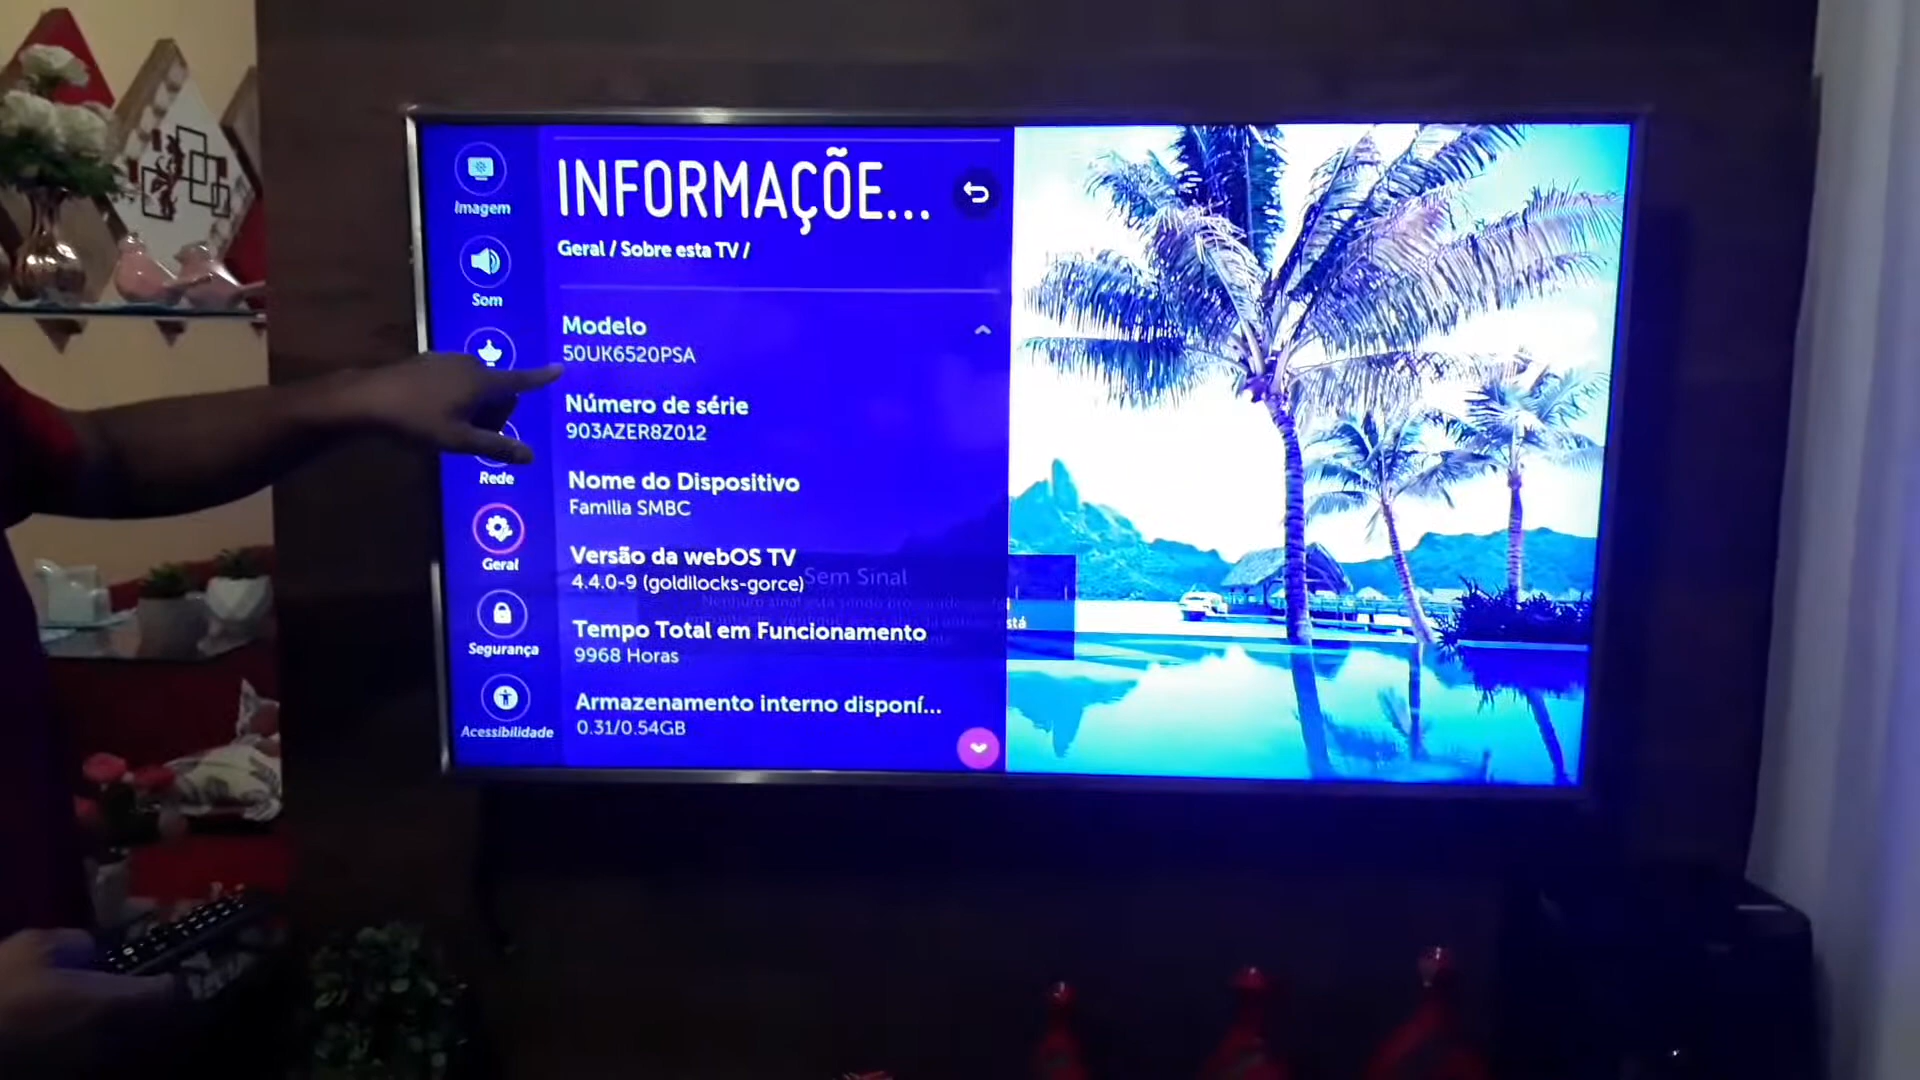 Imagem
Som
Rede
Geral
Segurança
Acessibilidade
INFORMAÇÕE...
Geral / Sobre esta TV /
Modelo
50UK6520PSA
Número de série
903AZER8Z012
Nome do Dispositivo
Familia SMBC
Versão da webOS TV
4.4.0-9 (goldilocks-gorce)
Sem Sinal
Tempo Total em Funcionamento
9968 Horas
Armazenamento interno disponí...
0.31/0.54GB